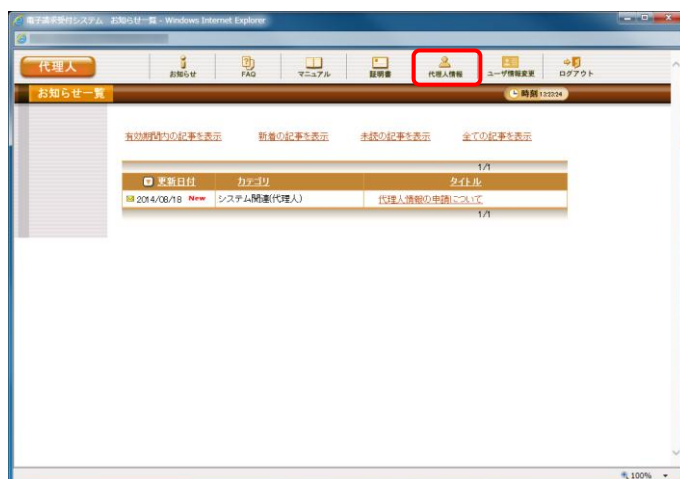 電子請求受付システム お知らせ一覧 - Windows Internet Explorer
代理人
お知らせ
FAQ
マニュアル
証明書
代理人情報
ユーザ情報変更
ログアウト
お知らせ一覧
時刻 13:23:24
有効期間内の記事を表示 新着の記事を表示 未読の記事を表示 全ての記事を表示
1/1
更新日付 カテゴリ タイトル
2014/08/18 New システム関連(代理人) 代理人情報の申請について
1/1
100%